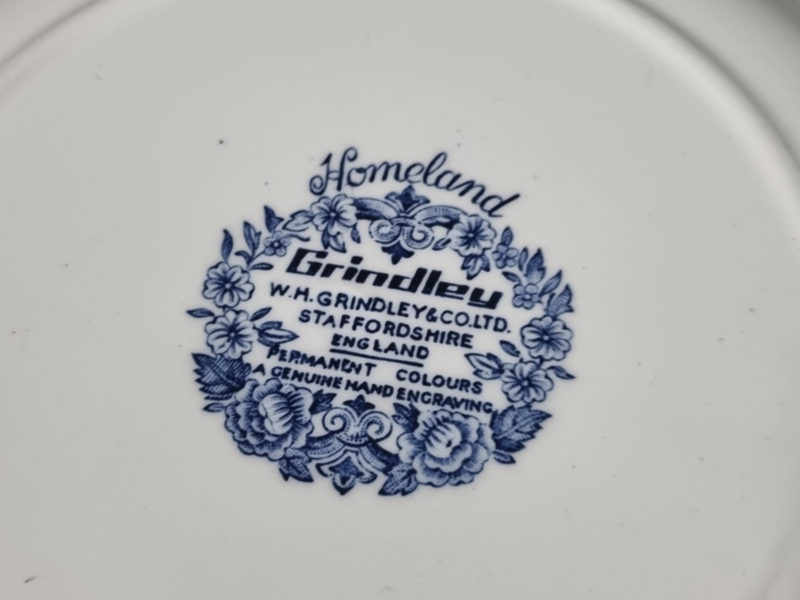 Homeland
Grindley
W.H.GRINDLEY&CO.LTD.
STAFFORDSHIRE
ENGLAND
PERMANENT COLOURS
A GENUINE HAND ENGRAVING